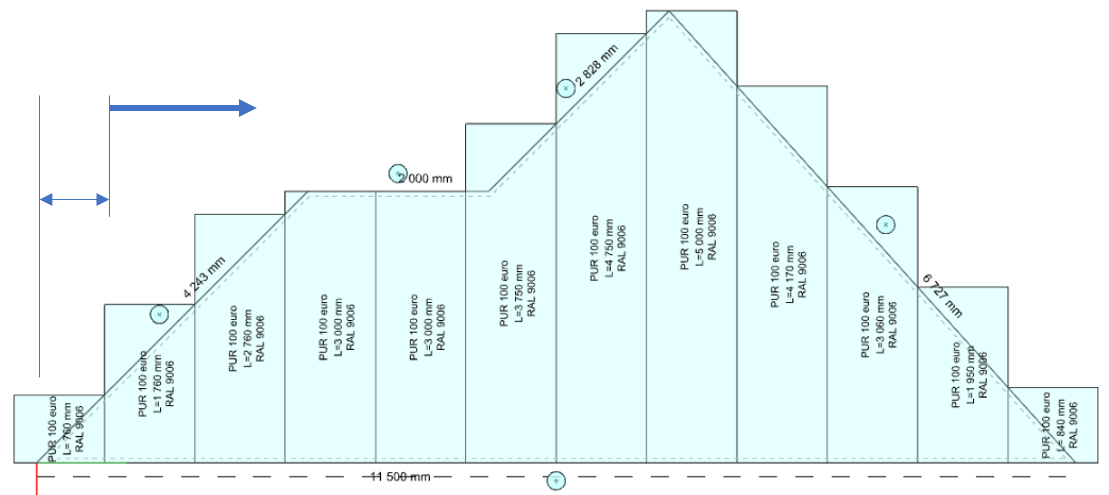 2 828 mm
2 000 mm
4 243 mm
6 727 mm
PUR 100 euro
L= 760 mm
RAL 9006
PUR 100 euro
L=1 760 mm
RAL 9006
PUR 100 euro
L=2 760 mm
RAL 9006
PUR 100 euro
L=3 000 mm
RAL 9006
PUR 100 euro
L=3 000 mm
RAL 9006
PUR 100 euro
L=3 750 mm
RAL 9006
PUR 100 euro
L=4 750 mm
RAL 9006
PUR 100 euro
L=5 000 mm
RAL 9006
PUR 100 euro
L=4 170 mm
RAL 9006
PUR 100 euro
L=3 060 mm
RAL 9006
PUR 100 euro
L=1 950 mm
RAL 9006
PUR 100 euro
L= 840 mm
RAL 9006
11 500 mm